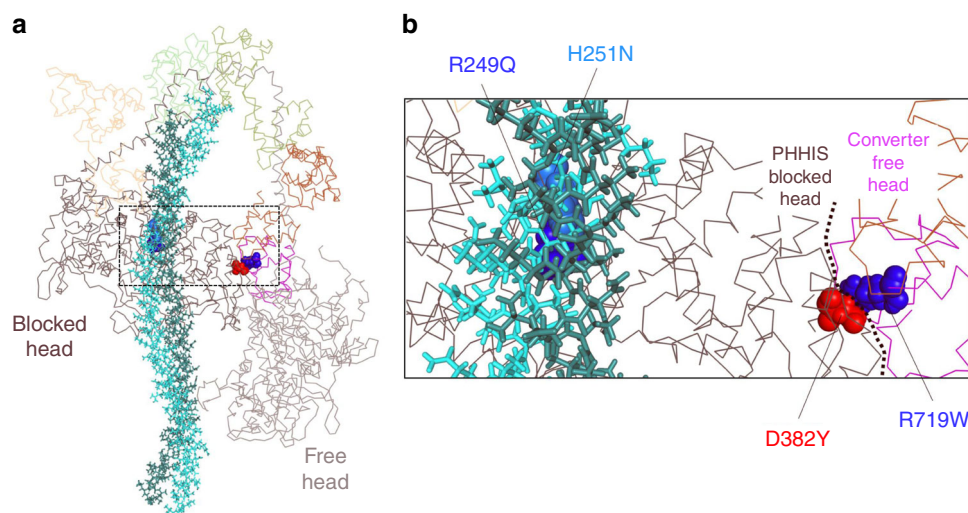 a
Blocked
head
Free
head
b
R249Q
H251N
PHHIS
blocked
head
Converter
free
head
D382Y
R719W